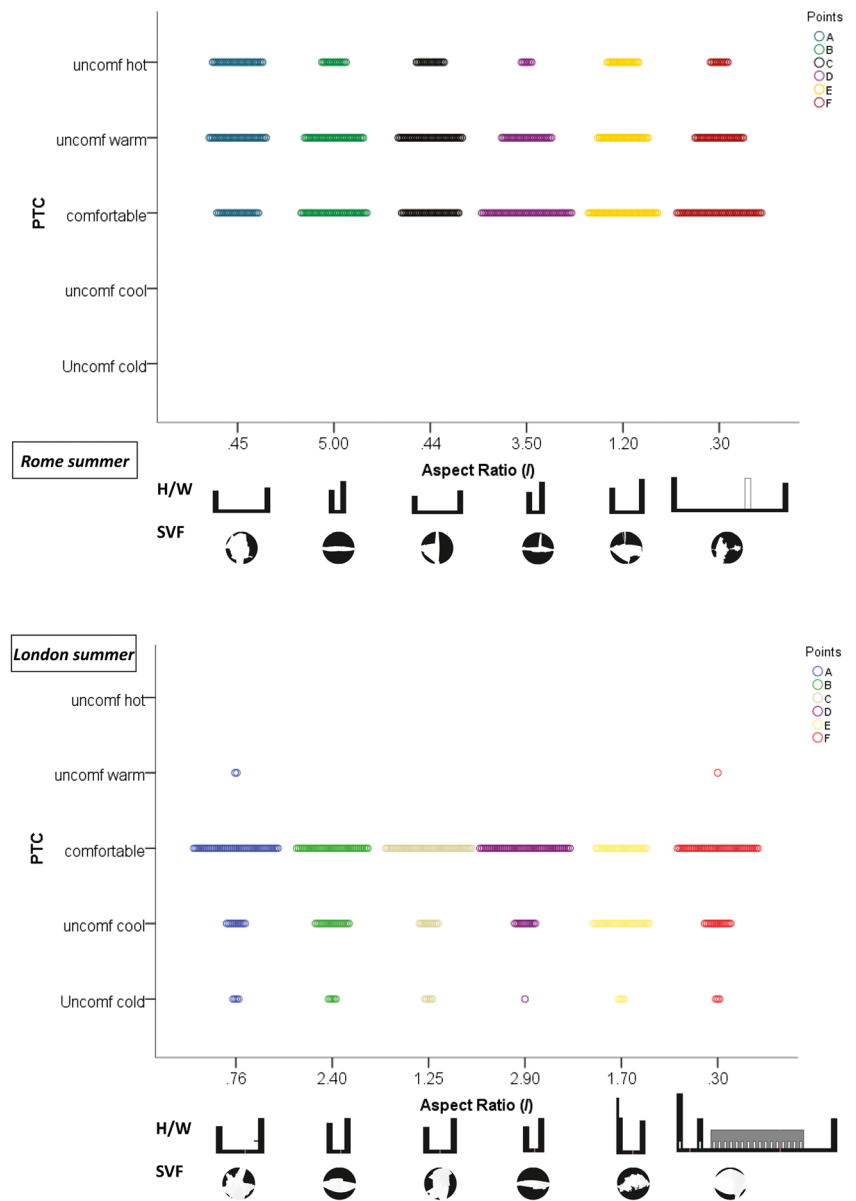 Points
A
B
C
D
E
F
uncomf hot
uncomf warm
PTC
comfortable
uncomf cool
Uncomf cold
.45 5.00 .44 3.50 1.20 .30
Rome summer
Aspect Ratio (/)
H/W
SVF
London summer
Points
A
B
C
D
E
F
uncomf hot
uncomf warm
PTC
comfortable
uncomf cool
Uncomf cold
.76 2.40 1.25 2.90 1.70 .30
Aspect Ratio (/)
H/W
SVF